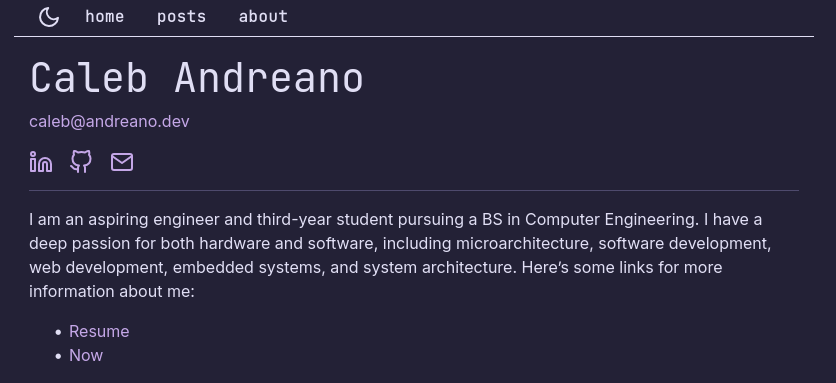 home posts about
Caleb Andreano
caleb@andreano.dev
I am an aspiring engineer and third-year student pursuing a BS in Computer Engineering. I have a
deep passion for both hardware and software, including microarchitecture, software development,
web development, embedded systems, and system architecture. Here's some links for more
information about me:
• Resume
• Now